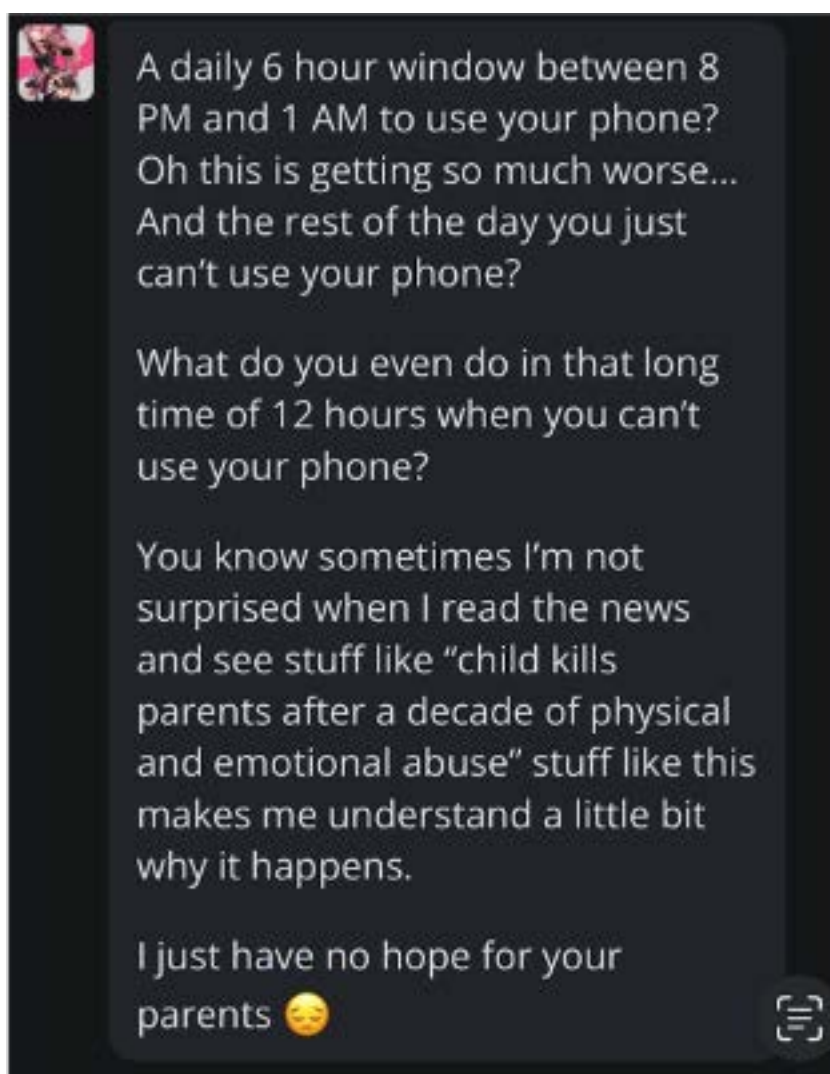 A daily 6 hour window between 8
PM and 1 AM to use your phone?
Oh this is getting so much worse...
And the rest of the day you just
can't use your phone?
What do you even do in that long
time of 12 hours when you can't
use your phone?
You know sometimes I'm not
surprised when I read the news
and see stuff like “child kills
parents after a decade of physical
and emotional abuse” stuff like this
makes me understand a little bit
why it happens.
I just have no hope for your
parents 😔